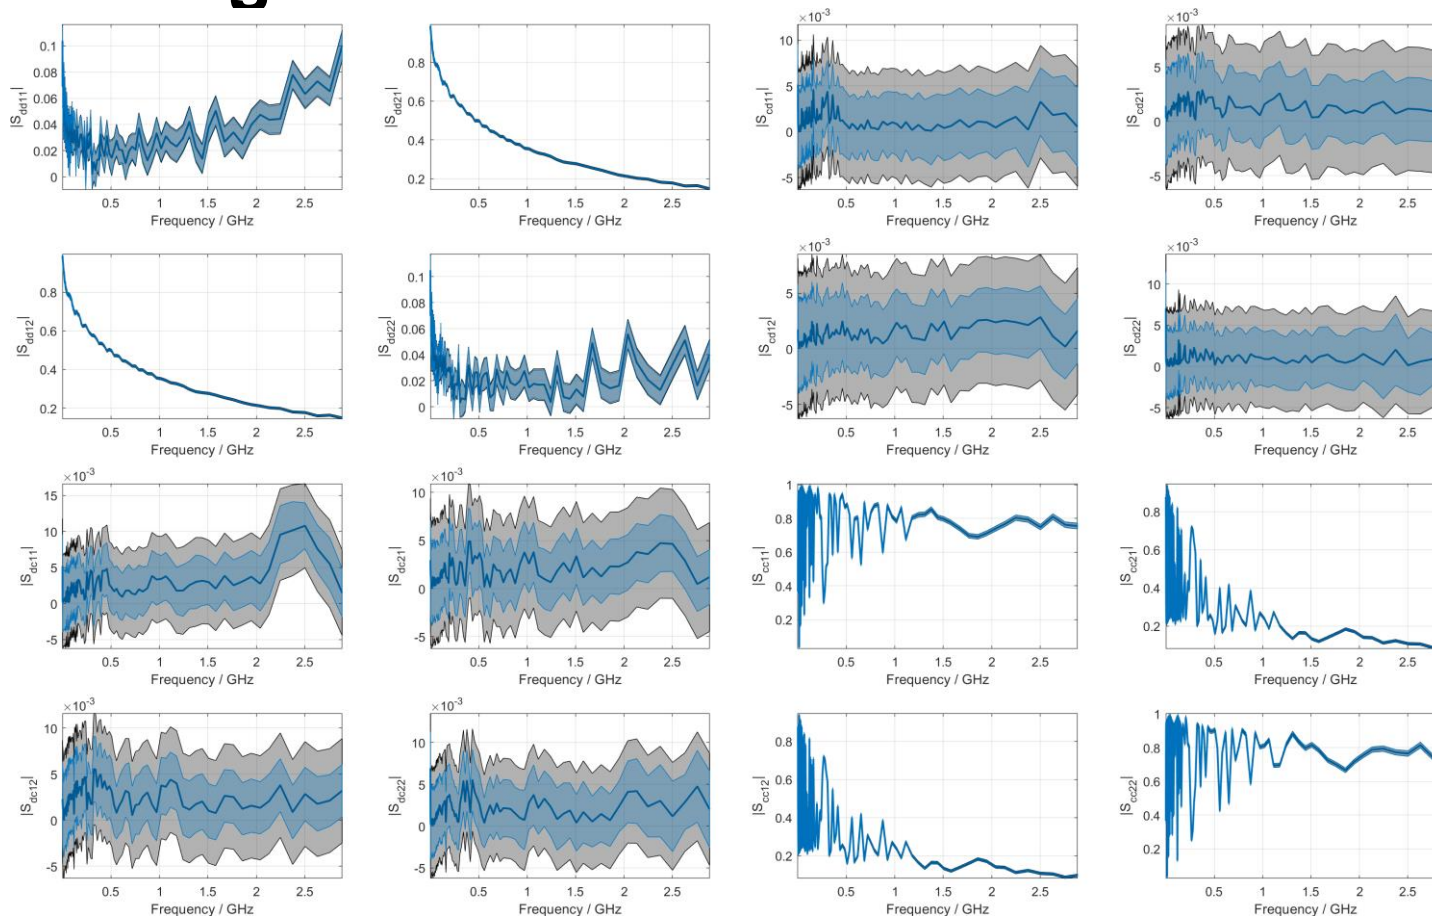 g
×10⁻³
×10⁻³
|S_dd11|
0.1
0.08
0.06
0.04
0.02
0
0.5 1 1.5 2 2.5
Frequency / GHz
|S_dd21|
0.8
0.6
0.4
0.2
0.5 1 1.5 2 2.5
Frequency / GHz
|S_cd11|
10
5
0
-5
0.5 1 1.5 2 2.5
Frequency / GHz
|S_cd21|
5
0
-5
0.5 1 1.5 2 2.5
Frequency / GHz
|S_dd12|
0.8
0.6
0.4
0.2
0.5 1 1.5 2 2.5
Frequency / GHz
|S_dd22|
0.1
0.08
0.06
0.04
0.02
0
0.5 1 1.5 2 2.5
Frequency / GHz
×10⁻³
|S_cd12|
5
0
-5
0.5 1 1.5 2 2.5
Frequency / GHz
×10⁻³
|S_cd22|
10
5
0
-5
0.5 1 1.5 2 2.5
Frequency / GHz
×10⁻³
|S_dc11|
15
10
5
0
-5
0.5 1 1.5 2 2.5
Frequency / GHz
×10⁻³
|S_dc21|
10
5
0
-5
0.5 1 1.5 2 2.5
Frequency / GHz
|S_cc11|
1
0.8
0.6
0.4
0.2
0.5 1 1.5 2 2.5
Frequency / GHz
|S_cc21|
0.8
0.6
0.4
0.2
0.5 1 1.5 2 2.5
Frequency / GHz
×10⁻³
|S_dc12|
10
5
0
-5
0.5 1 1.5 2 2.5
Frequency / GHz
×10⁻³
|S_dc22|
10
5
0
-5
0.5 1 1.5 2 2.5
Frequency / GHz
|S_cc12|
0.8
0.6
0.4
0.2
0.5 1 1.5 2 2.5
Frequency / GHz
|S_cc22|
1
0.8
0.6
0.4
0.2
0.5 1 1.5 2 2.5
Frequency / GHz